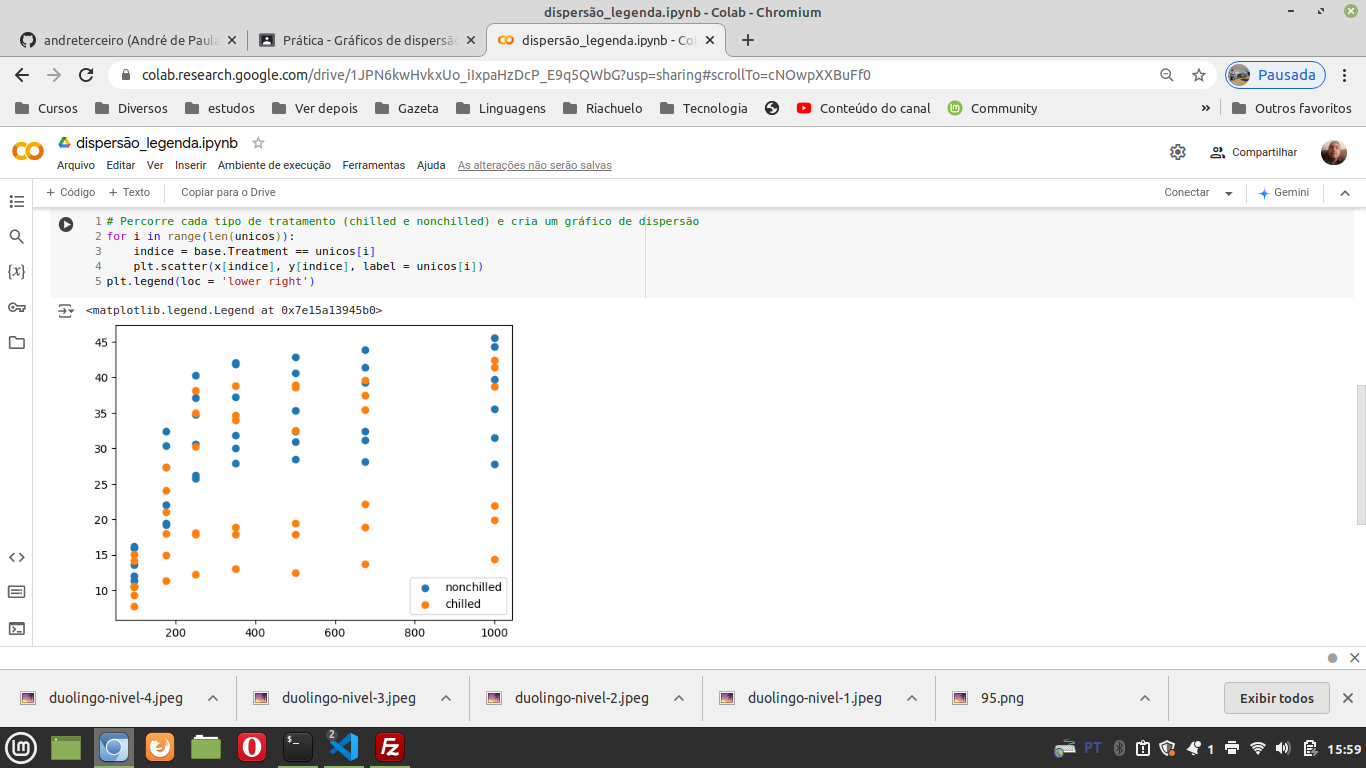 dispersão_legenda.ipynb - Colab - Chromium
andreterceiro (André de Paula
Prática - Gráficos de dispersão
dispersão_legenda.ipynb - Col
colab.research.google.com/drive/1JPN6kwHvkxUo_iIxpaHzDcP_E9q5QWbG?usp=sharing#scrollTo=cNOwpXXBuFf0
Pausada
Cursos
Diversos
estudos
Ver depois
Gazeta
Linguagens
Riachuelo
Tecnologia
Conteúdo do canal
Community
»
Outros favoritos
dispersão_legenda.ipynb
Arquivo Editar Ver Inserir Ambiente de execução Ferramentas Ajuda As alterações não serão salvas
Compartilhar
+ Código + Texto Copiar para o Drive
Conectar
Gemini
1 # Percorre cada tipo de tratamento (chilled e nonchilled) e cria um gráfico de dispersão
2 for i in range(len(unicos)):
3     indice = base.Treatment == unicos[i]
4     plt.scatter(x[indice], y[indice], label = unicos[i])
5 plt.legend(loc = 'lower right')
<matplotlib.legend.Legend at 0x7e15a13945b0>
45
40
35
30
25
20
15
10
nonchilled
chilled
200 400 600 800 1000
duolingo-nivel-4.jpeg
duolingo-nivel-3.jpeg
duolingo-nivel-2.jpeg
duolingo-nivel-1.jpeg
95.png
Exibir todos
2
PT
1
15:59